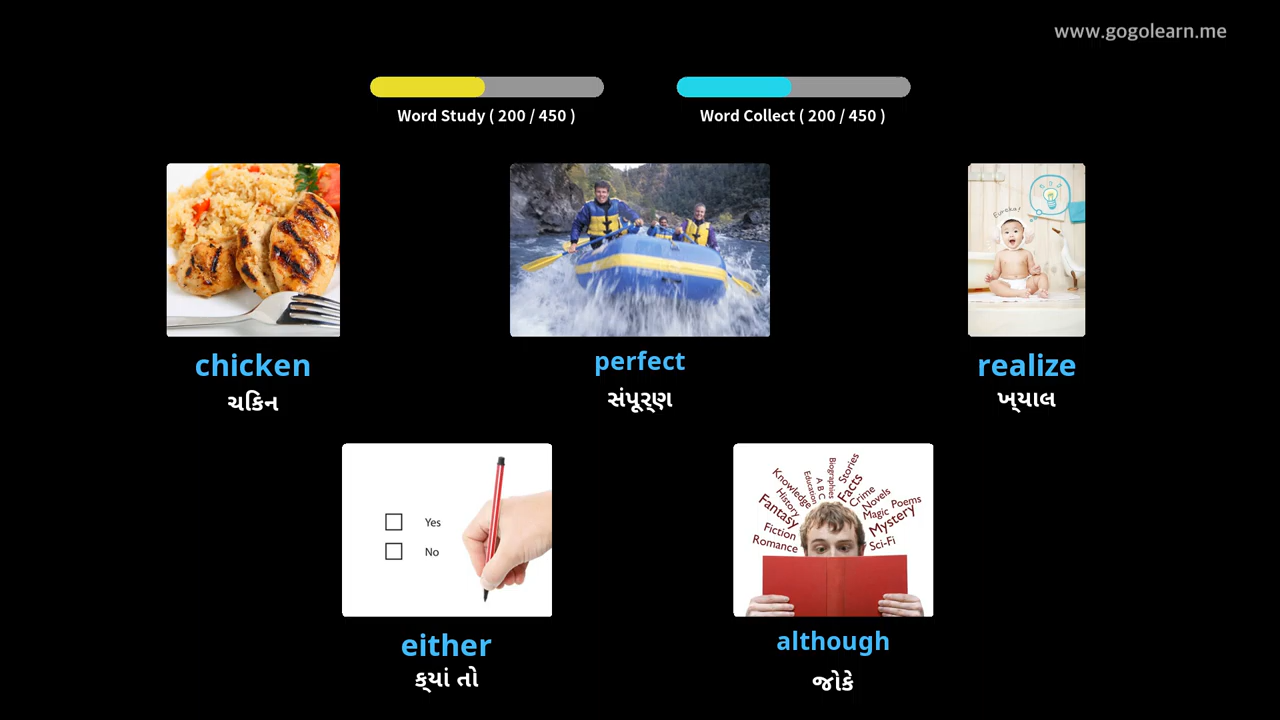 www.gogolearn.me
Word Study ( 200 / 450 )
Word Collect ( 200 / 450 )
chicken
ચકિન
perfect
સંપૂર્ણ
Eureka!
realize
ખ્યાલ
Yes
No
either
ક્યાં તો
Knowledge
History
Education
A B C
Biographies
Stories
Facts
Crime
Novels
Magic
Poems
Fantasy
Mystery
Fiction
Romance
Sci-Fi
although
જોકે